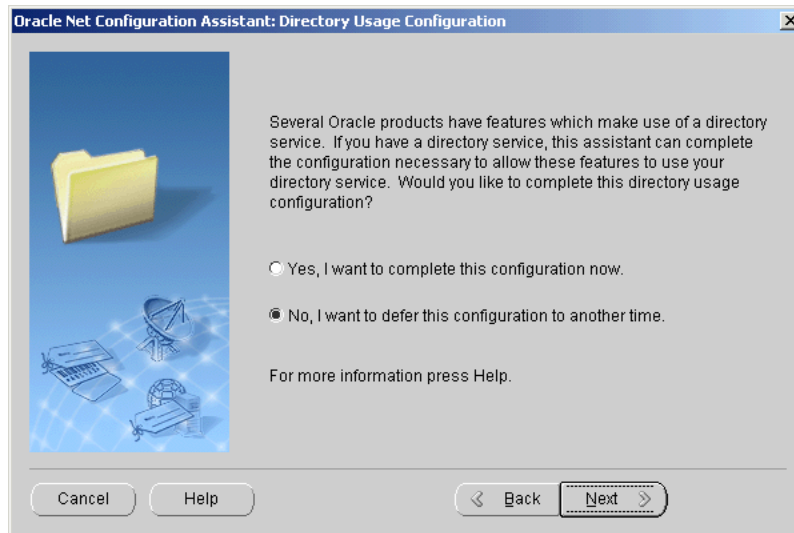 Oracle Net Configuration Assistant: Directory Usage Configuration
Several Oracle products have features which make use of a directory
service. If you have a directory service, this assistant can complete
the configuration necessary to allow these features to use your
directory service. Would you like to complete this directory usage
configuration?
Yes, I want to complete this configuration now.
No, I want to defer this configuration to another time.
For more information press Help.
Cancel
Help
Back
Next